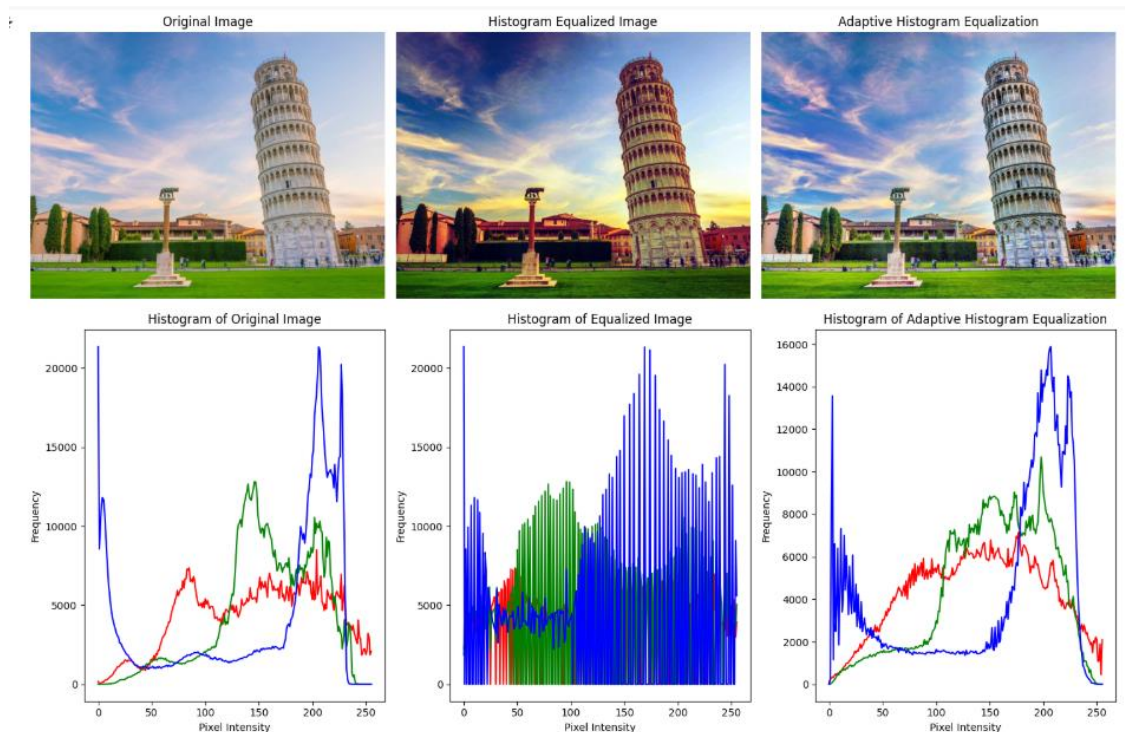 Original Image
Histogram Equalized Image
Adaptive Histogram Equalization
Histogram of Original Image
Histogram of Equalized Image
Histogram of Adaptive Histogram Equalization
Frequency
20000
15000
10000
5000
0
0 50 100 150 200 250
Pixel Intensity
Frequency
20000
15000
10000
5000
0
0 50 100 150 200 250
Pixel Intensity
Frequency
16000
14000
12000
10000
8000
6000
4000
2000
0
0 50 100 150 200 250
Pixel Intensity